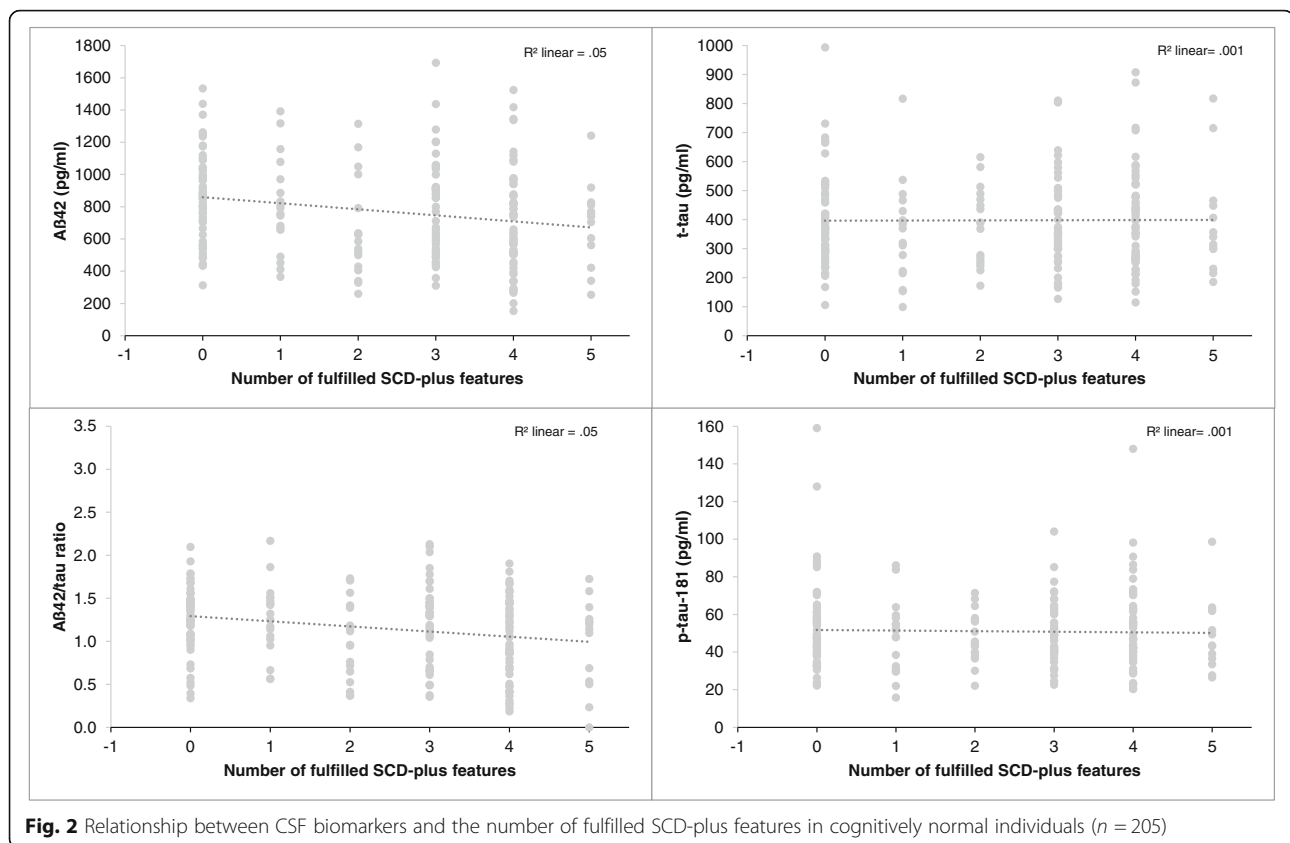 R² linear = .05
Aß42 (pg/ml)
1800
1600
1400
1200
1000
800
600
400
200
0
-1 0 1 2 3 4 5
Number of fulfilled SCD-plus features
R² linear= .001
t-tau (pg/ml)
1000
900
800
700
600
500
400
300
200
100
0
-1 0 1 2 3 4 5
Number of fulfilled SCD-plus features
R² linear = .05
Aß42/tau ratio
3.5
3.0
2.5
2.0
1.5
1.0
0.5
0.0
-1 0 1 2 3 4 5
Number of fulfilled SCD-plus features
R² linear= .001
p-tau-181 (pg/ml)
160
140
120
100
80
60
40
20
0
-1 0 1 2 3 4 5
Number of fulfilled SCD-plus features
Fig. 2 Relationship between CSF biomarkers and the number of fulfilled SCD-plus features in cognitively normal individuals (n = 205)